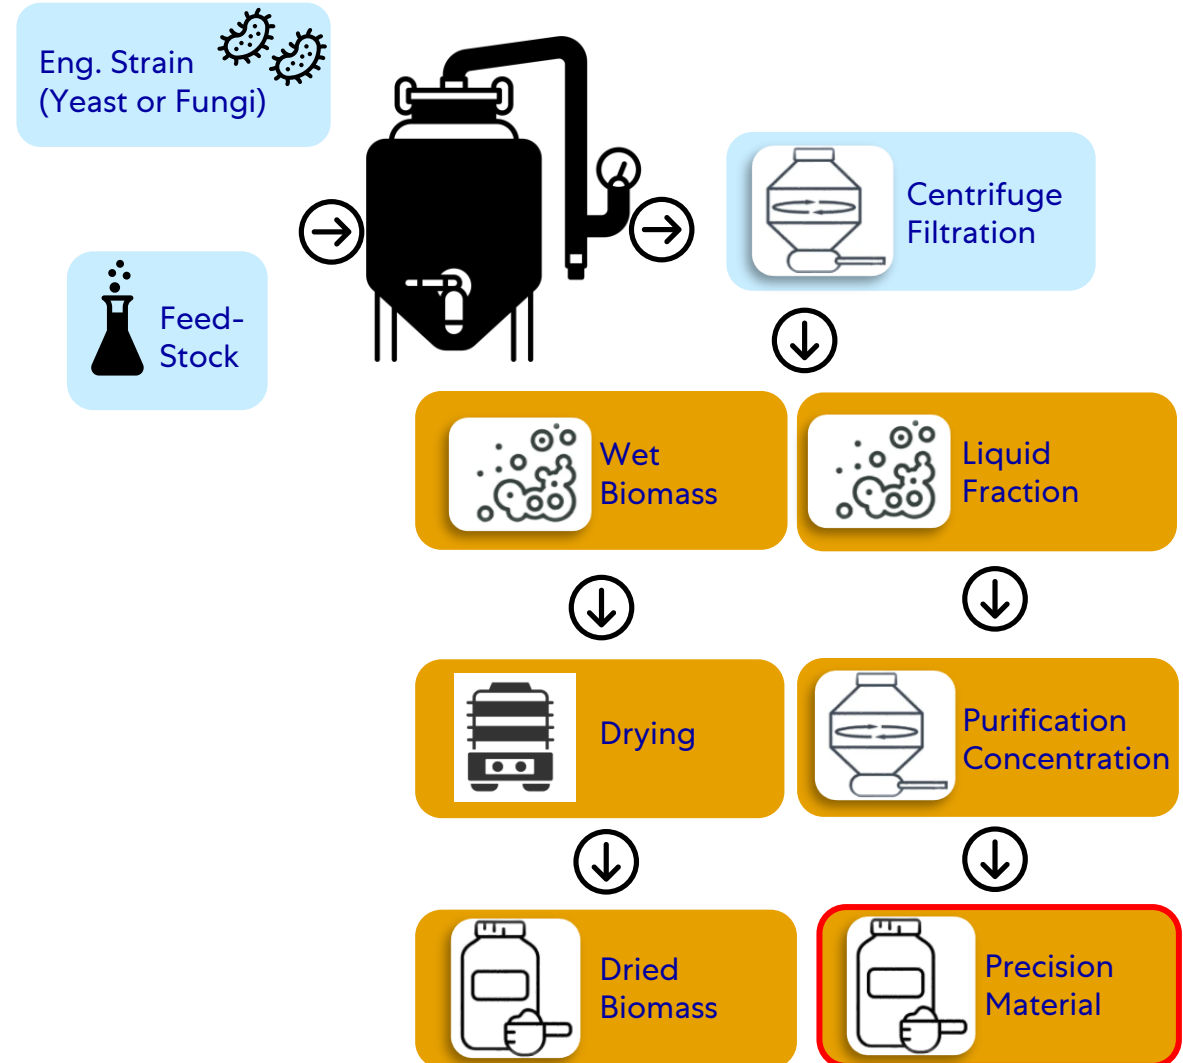 Eng. Strain
(Yeast or Fungi)
Feed-
Stock
Centrifuge
Filtration
Wet
Biomass
Liquid
Fraction
Drying
Purification
Concentration
Dried
Biomass
Precision
Material